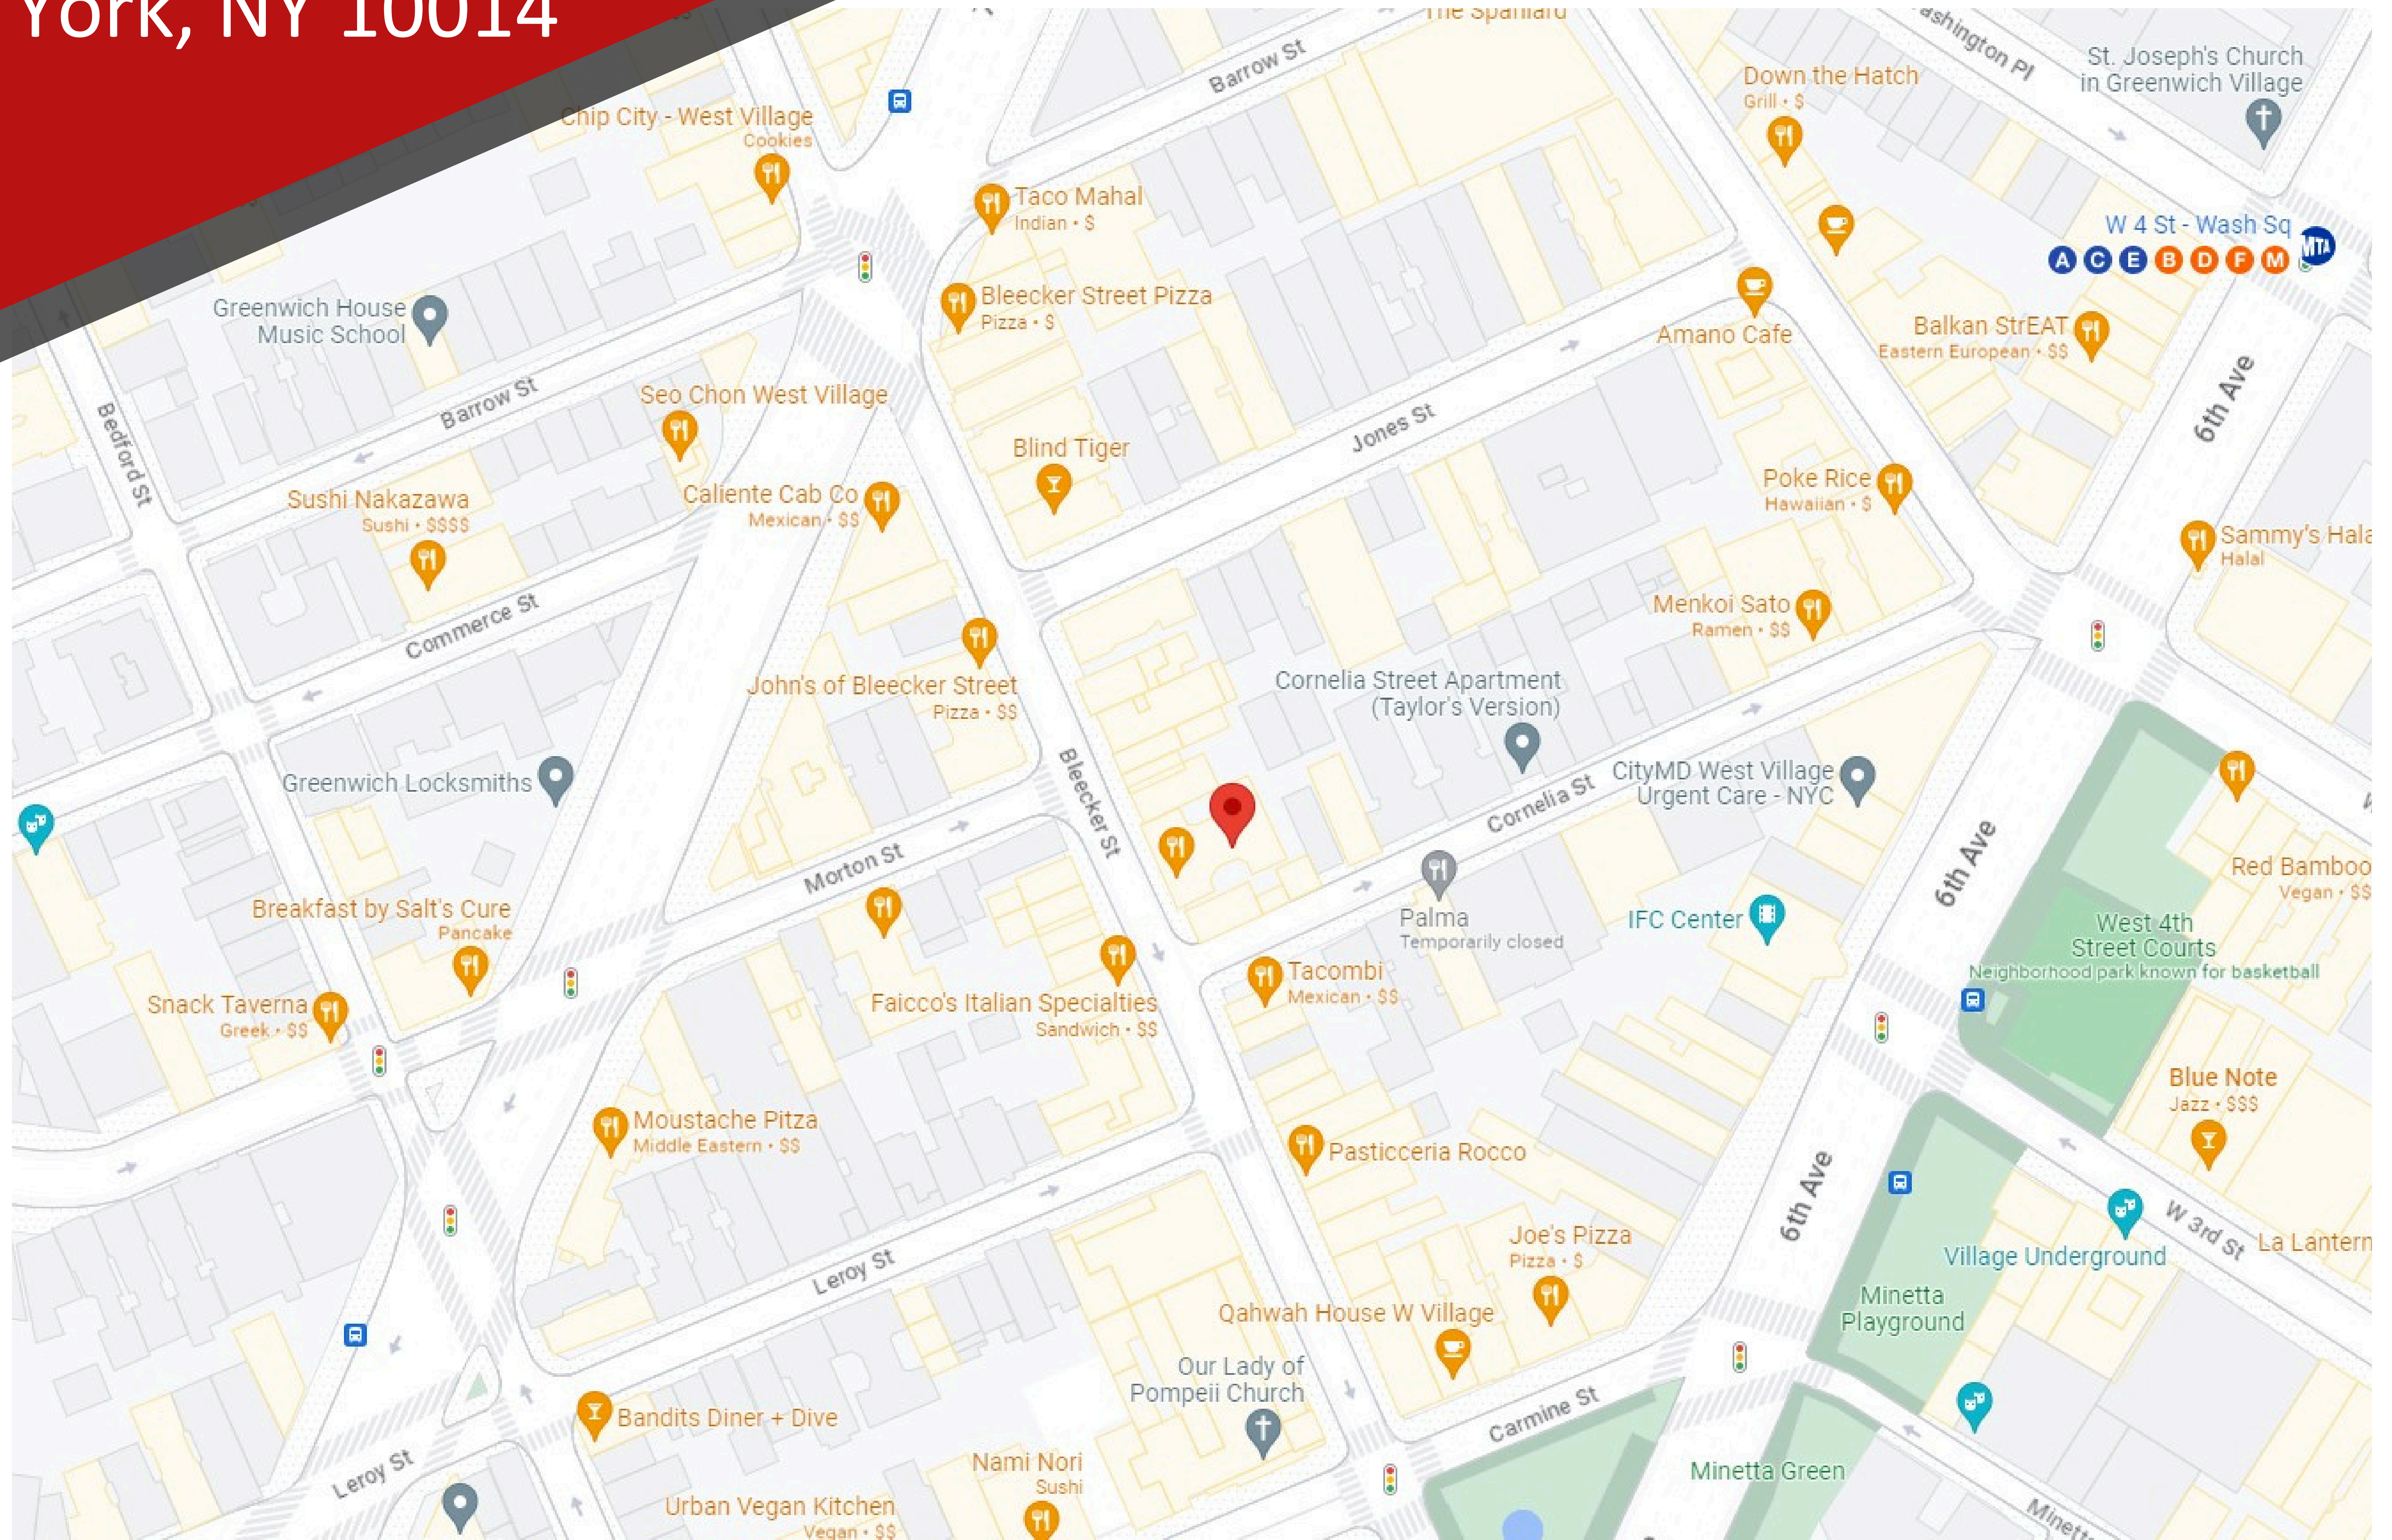 York, NY 10014
The Spaniard
Barrow St
Down the Hatch
Grill • $
St. Joseph's Church
in Greenwich Village
Chip City - West Village
Cookies
Taco Mahal
Indian • $
W 4 St - Wash Sq
MTA
A C E B D F M
Greenwich House
Music School
Bleecker Street Pizza
Pizza • $
Amano Cafe
Balkan StrEAT
Eastern European • $$
6th Ave
Bedford St
Barrow St
Seo Chon West Village
Jones St
Blind Tiger
Sushi Nakazawa
Sushi • $$$$
Caliente Cab Co
Mexican • $$
Poke Rice
Hawaiian • $
Sammy's Hala
Halal
Commerce St
Menkoi Sato
Ramen • $$
John's of Bleecker Street
Pizza • $$
Cornelia Street Apartment
(Taylor's Version)
Greenwich Locksmiths
Bleecker St
Cornelia St
CityMD West Village
Urgent Care - NYC
6th Ave
Morton St
Red Bamboo
Vegan • $$
Breakfast by Salt's Cure
Pancake
Palma
Temporarily closed
IFC Center
West 4th
Street Courts
Neighborhood park known for basketball
Snack Taverna
Greek • $$
Faicco's Italian Specialties
Sandwich • $$
Tacombi
Mexican • $$
Blue Note
Jazz • $$$
Moustache Pitza
Middle Eastern • $$
Pasticceria Rocco
6th Ave
W 3rd St
La Lantern
Village Underground
Leroy St
Joe's Pizza
Pizza • $
Minetta
Playground
Qahwah House W Village
Our Lady of
Pompeii Church
Carmine St
Bandits Diner + Dive
Leroy St
Nami Nori
Sushi
Minetta Green
Urban Vegan Kitchen
Vegan • $$